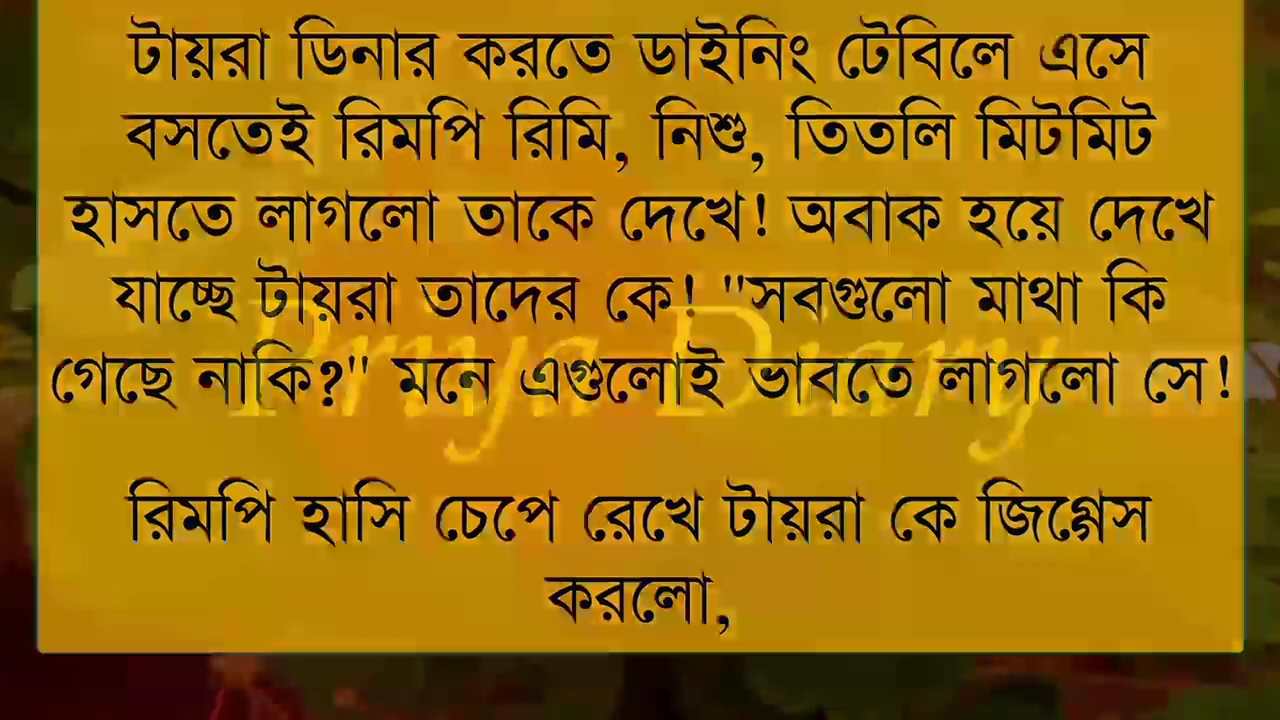 টায়রা ডিনার করতে ডাইনিং টেবিলে এসে
বসতেই রিমপি রিমি, নিশু, তিতলি মিটমিট
হাসতে লাগলো তাকে দেখে! অবাক হয়ে দেখে
যাচ্ছে টায়রা তাদের কে! "সবগুলো মাথা কি
গেছে নাকি?" মনে এগুলোই ভাবতে লাগলো সে!
Priya Diary
রিমপি হাসি চেপে রেখে টায়রা কে জিগ্গেস
করলো,